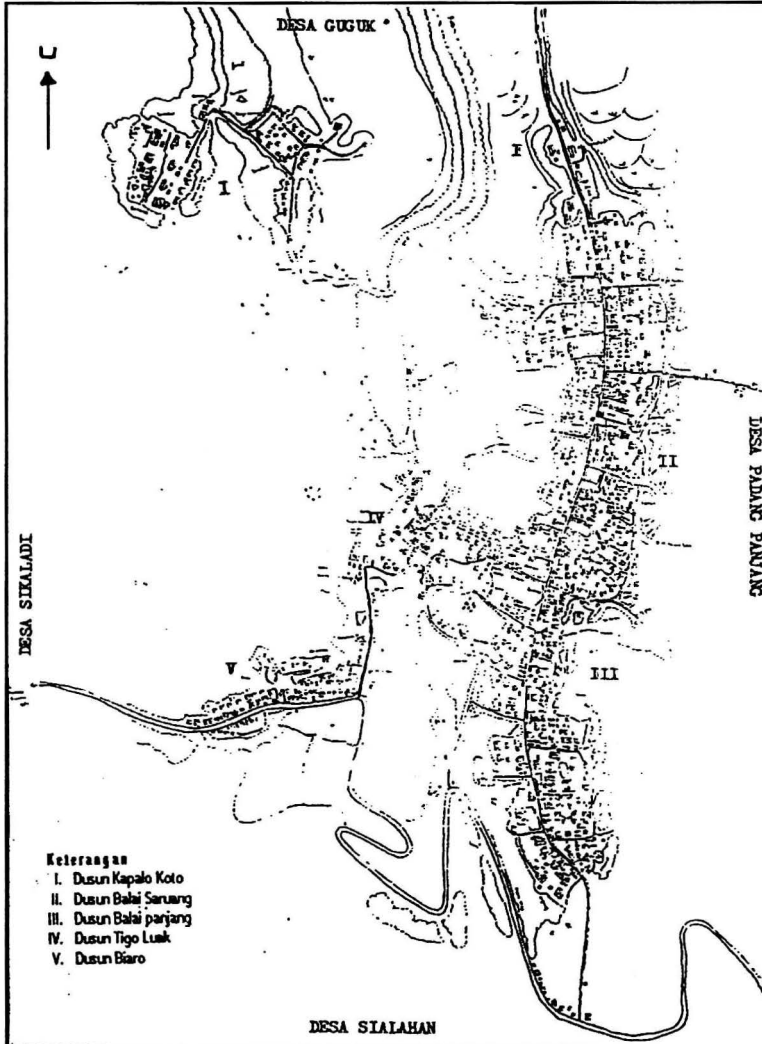 DESA GUGUK
U
I
I
I
II
DESA PADANG PANJANG
IV
DESA SIKALADI
V
III
Keterangan
I. Dusun Kapalo Koto
II. Dusun Balai Saruang
III. Dusun Balai panjang
IV. Dusun Tigo Luak
V. Dusun Biaro
DESA SIALAHAN